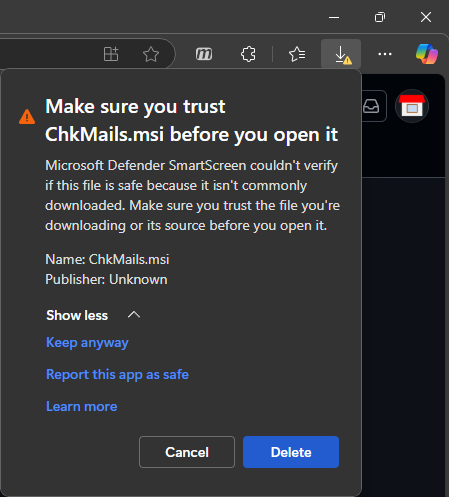 Make sure you trust
ChkMails.msi before you open it
Microsoft Defender SmartScreen couldn't verify
if this file is safe because it isn't commonly
downloaded. Make sure you trust the file you're
downloading or its source before you open it.
Name: ChkMails.msi
Publisher: Unknown
Show less
Keep anyway
Report this app as safe
Learn more
Cancel Delete